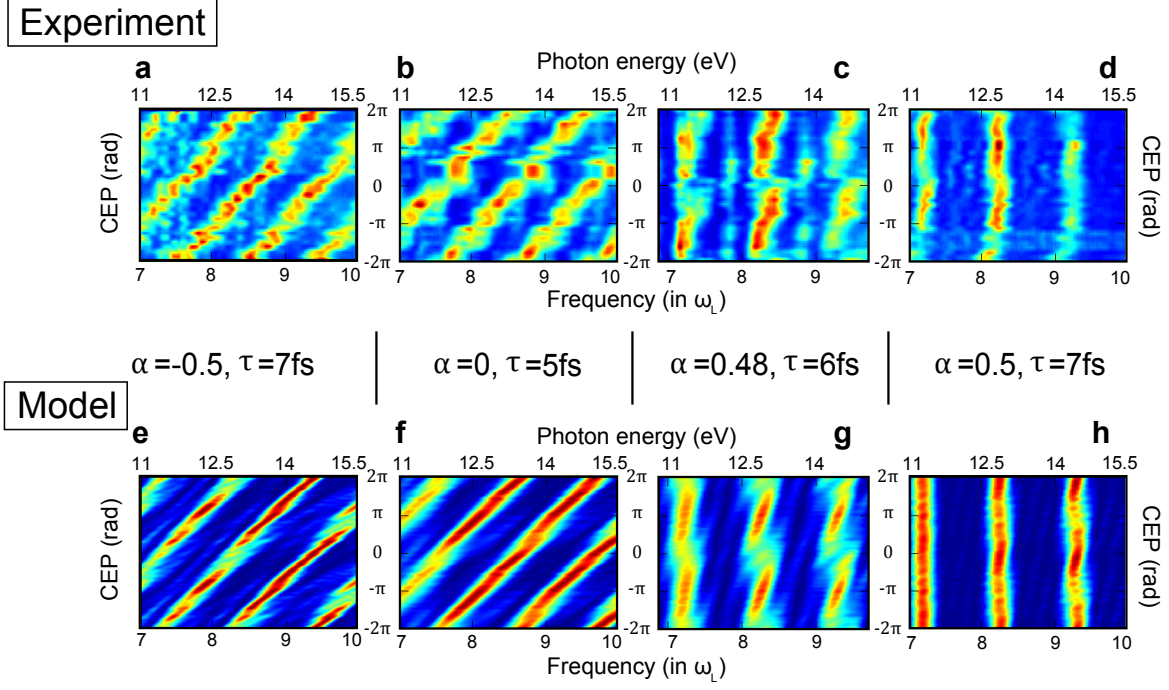 Experiment
a b Photon energy (eV) c d
11 12.5 14 15.5 11 12.5 14 15.5 11 12.8 14 11 12.8 14 15.5
CEP (rad)
2π
π
0
-π
-2π
2π
π
0
-π
-2π
2π
π
0
-π
-2π
CEP (rad)
7 8 9 10 7 8 9 10 7 8 9 7 8 9 10
Frequency (in ωL)
α=-0.5, τ=7fs α=0, τ=5fs α=0.48, τ=6fs α=0.5, τ=7fs
Model
e f Photon energy (eV) g h
11 12.5 14 15.5 11 12.5 14 15.5 11 12.8 14 11 12.8 14 15.5
CEP (rad)
2π
π
0
-π
-2π
2π
π
0
-π
-2π
2π
π
0
-π
-2π
CEP (rad)
7 8 9 10 7 8 9 10 7 8 9 7 8 9 10
Frequency (in ωL)